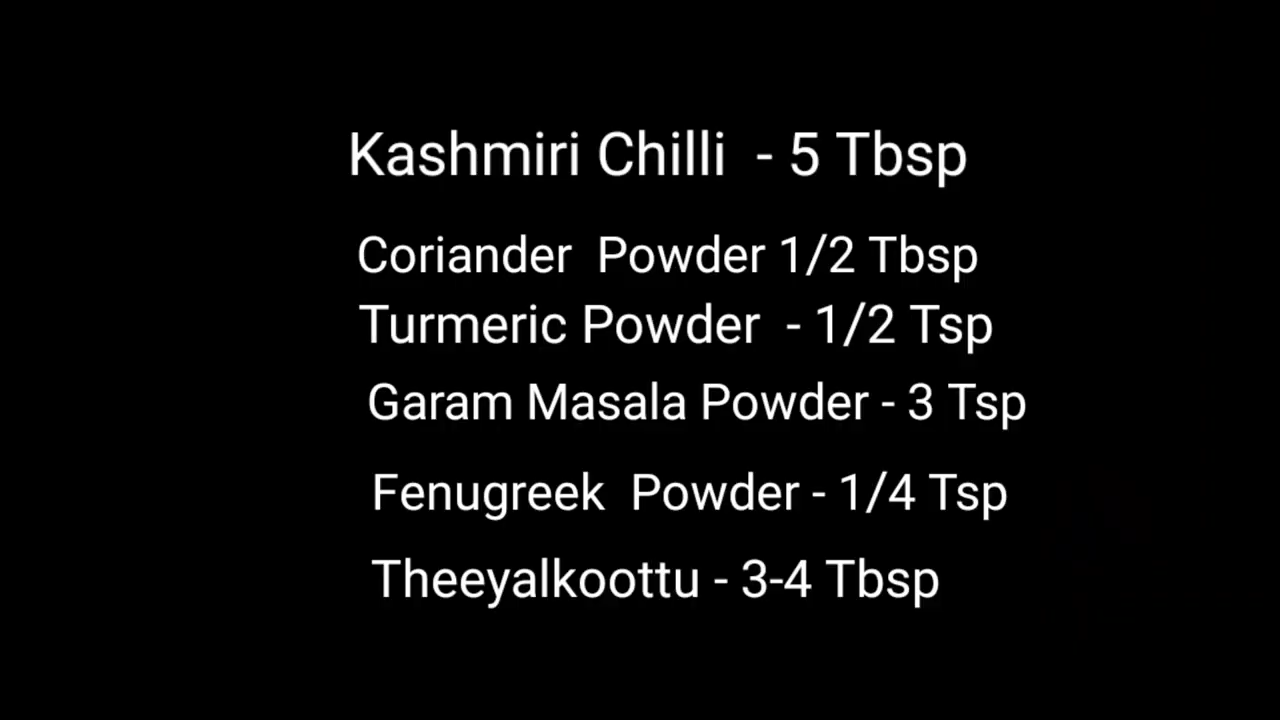 Kashmiri Chilli - 5 Tbsp
Coriander Powder 1/2 Tbsp
Turmeric Powder - 1/2 Tsp
Garam Masala Powder - 3 Tsp
Fenugreek Powder - 1/4 Tsp
Theeyalkoottu - 3-4 Tbsp